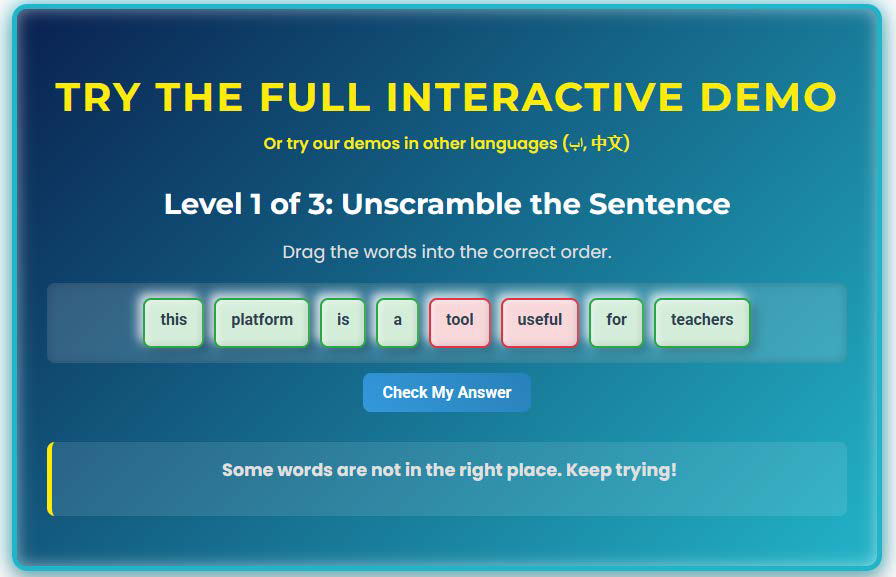 TRY THE FULL INTERACTIVE DEMO
Or try our demos in other languages (اب, 中文)
Level 1 of 3: Unscramble the Sentence
Drag the words into the correct order.
this platform is a tool useful for teachers
Check My Answer
Some words are not in the right place. Keep trying!